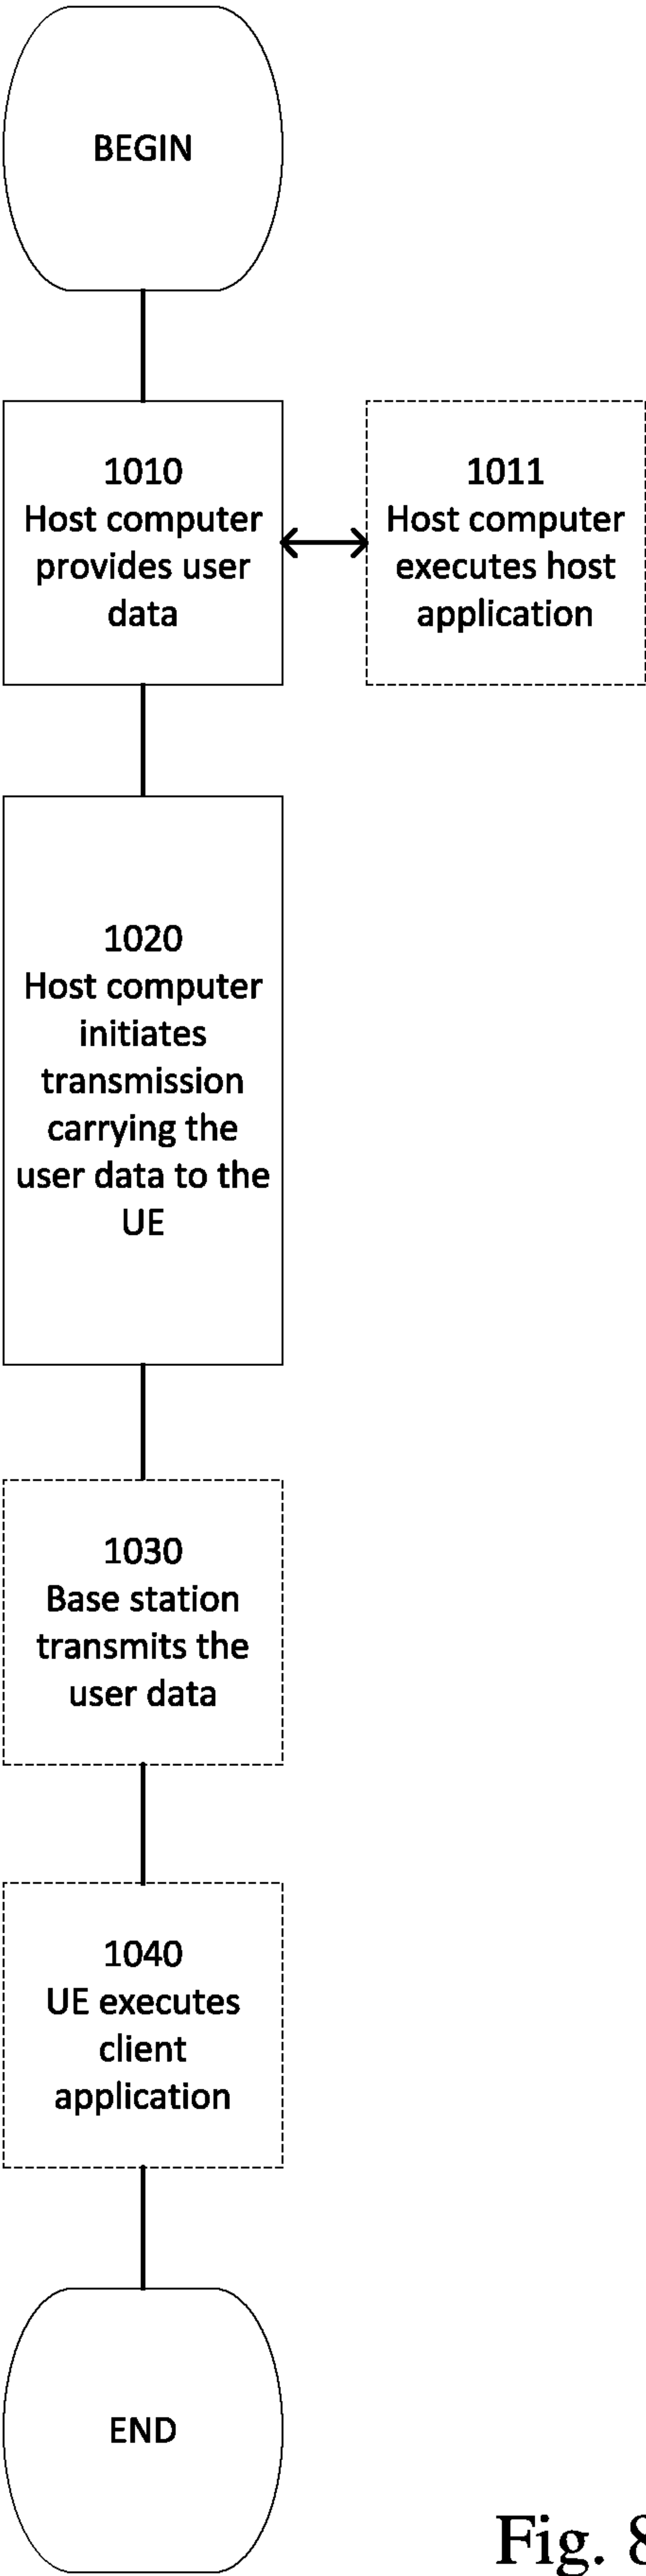 BEGIN
1010
Host computer
provides user
data
1011
Host computer
executes host
application
1020
Host computer
initiates
transmission
carrying the
user data to the
UE
1030
Base station
transmits the
user data
1040
UE executes
client
application
END
Fig. 8